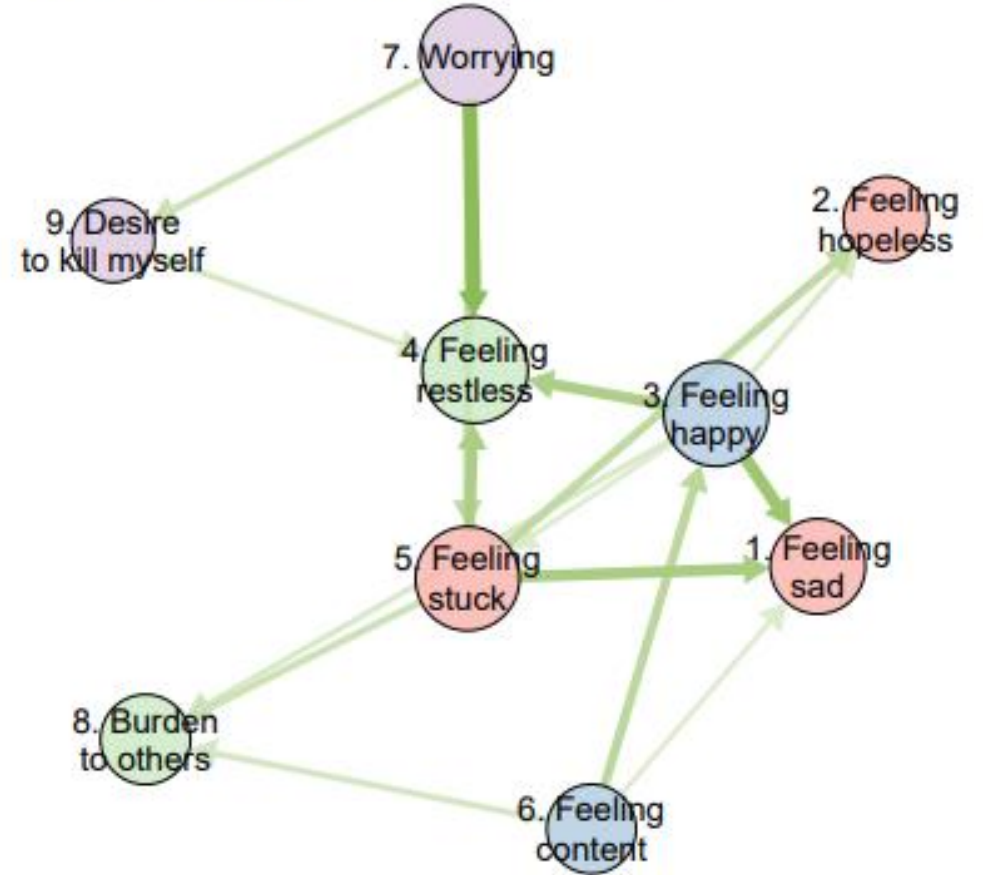 7. Worrying
2. Feeling
hopeless
9. Desire
to kill myself
4. Feeling
restless
3. Feeling
happy
5. Feeling
stuck
1. Feeling
sad
8. Burden
to others
6. Feeling
content